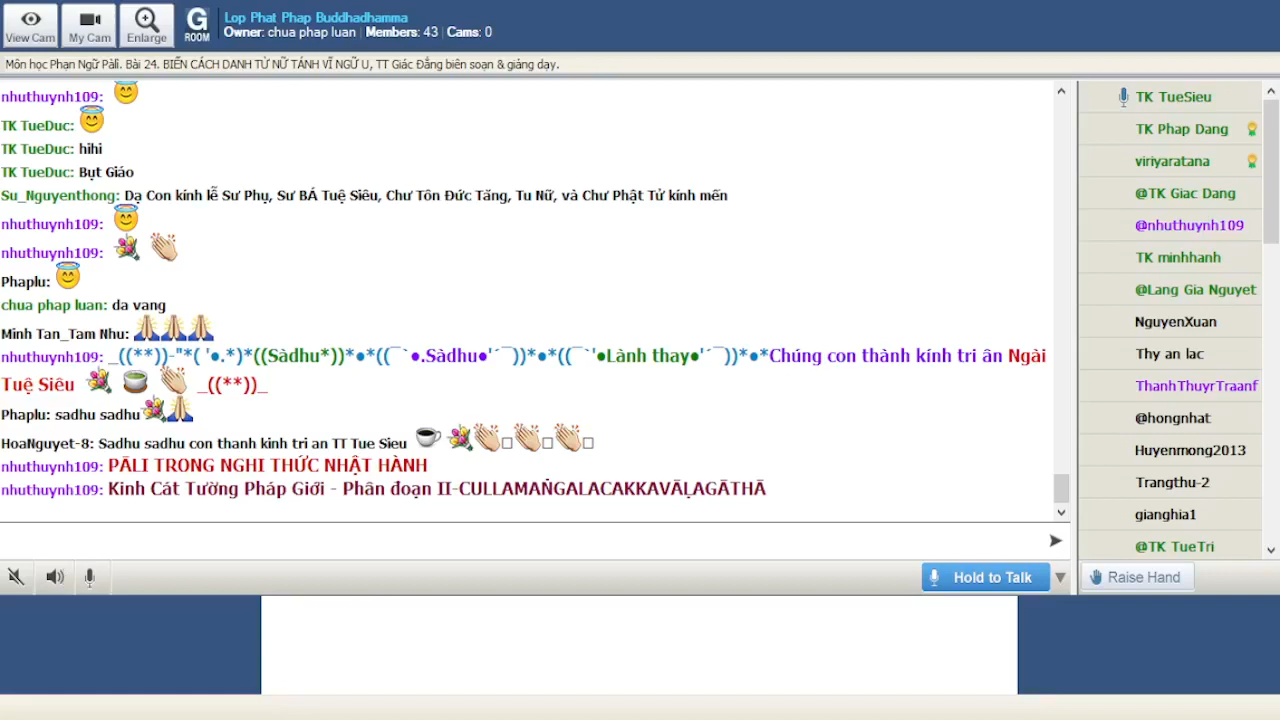 View Cam
My Cam
Enlarge
G
ROOM
Lop Phat Phap Buddhadhamma
Owner: chua phap luan | Members: 43 | Cams: 0
Môn học Phạn Ngữ Pāli. Bài 24. BIẾN CÁCH DANH TỪ NỮ TÁNH VĨ NGỮ U, TT Giác Đẳng biên soạn & giảng dạy.
nhuthuynh109:
TK TueDuc:
TK TueDuc: hihi
TK TueDuc: Bụt Giáo
Su_Nguyenthong: Dạ Con kính lễ Sư Phụ, Sư BÁ Tuệ Siêu, Chư Tôn Đức Tăng, Tu Nữ, và Chư Phật Tử kính mến
nhuthuynh109:
nhuthuynh109:
Phaplu:
chua phap luan: da vang
Minh Tan_Tam Nhu:
nhuthuynh109: _((**))-"*( '●.*)*((Sàdhu*))*●*((¯`●.Sàdhu●'´¯))*●*((¯`'●Lành thay●'´¯))*●*Chúng con thành kính tri ân Ngài
Tuệ Siêu _((**))_
Phaplu: sadhu sadhu
HoaNguyet-8: Sadhu sadhu con thanh kinh tri an TT Tue Sieu
nhuthuynh109: PĀLI TRONG NGHI THỨC NHẬT HÀNH
nhuthuynh109: Kinh Cát Tường Pháp Giới - Phân đoạn II-CULLAMAṄGALACAKKAVĀḶAGĀTHĀ
Hold to Talk
TK TueSieu
TK Phap Dang
viriyaratana
@TK Giac Dang
@nhuthuynh109
TK minhhanh
@Lang Gia Nguyet
NguyenXuan
Thy an lac
ThanhThuyrTraanf
@hongnhat
Huyenmong2013
Trangthu-2
gianghia1
@TK TueTri
Raise Hand